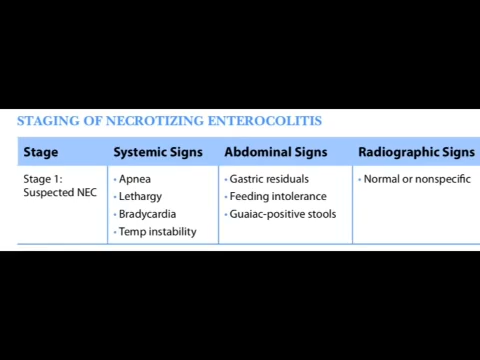 STAGING OF NECROTIZING ENTEROCOLITIS
Stage Systemic Signs Abdominal Signs Radiographic Signs
Stage 1: • Apnea • Gastric residuals • Normal or nonspecific
Suspected NEC • Lethargy • Feeding intolerance
• Bradycardia • Guaiac-positive stools
• Temp instability